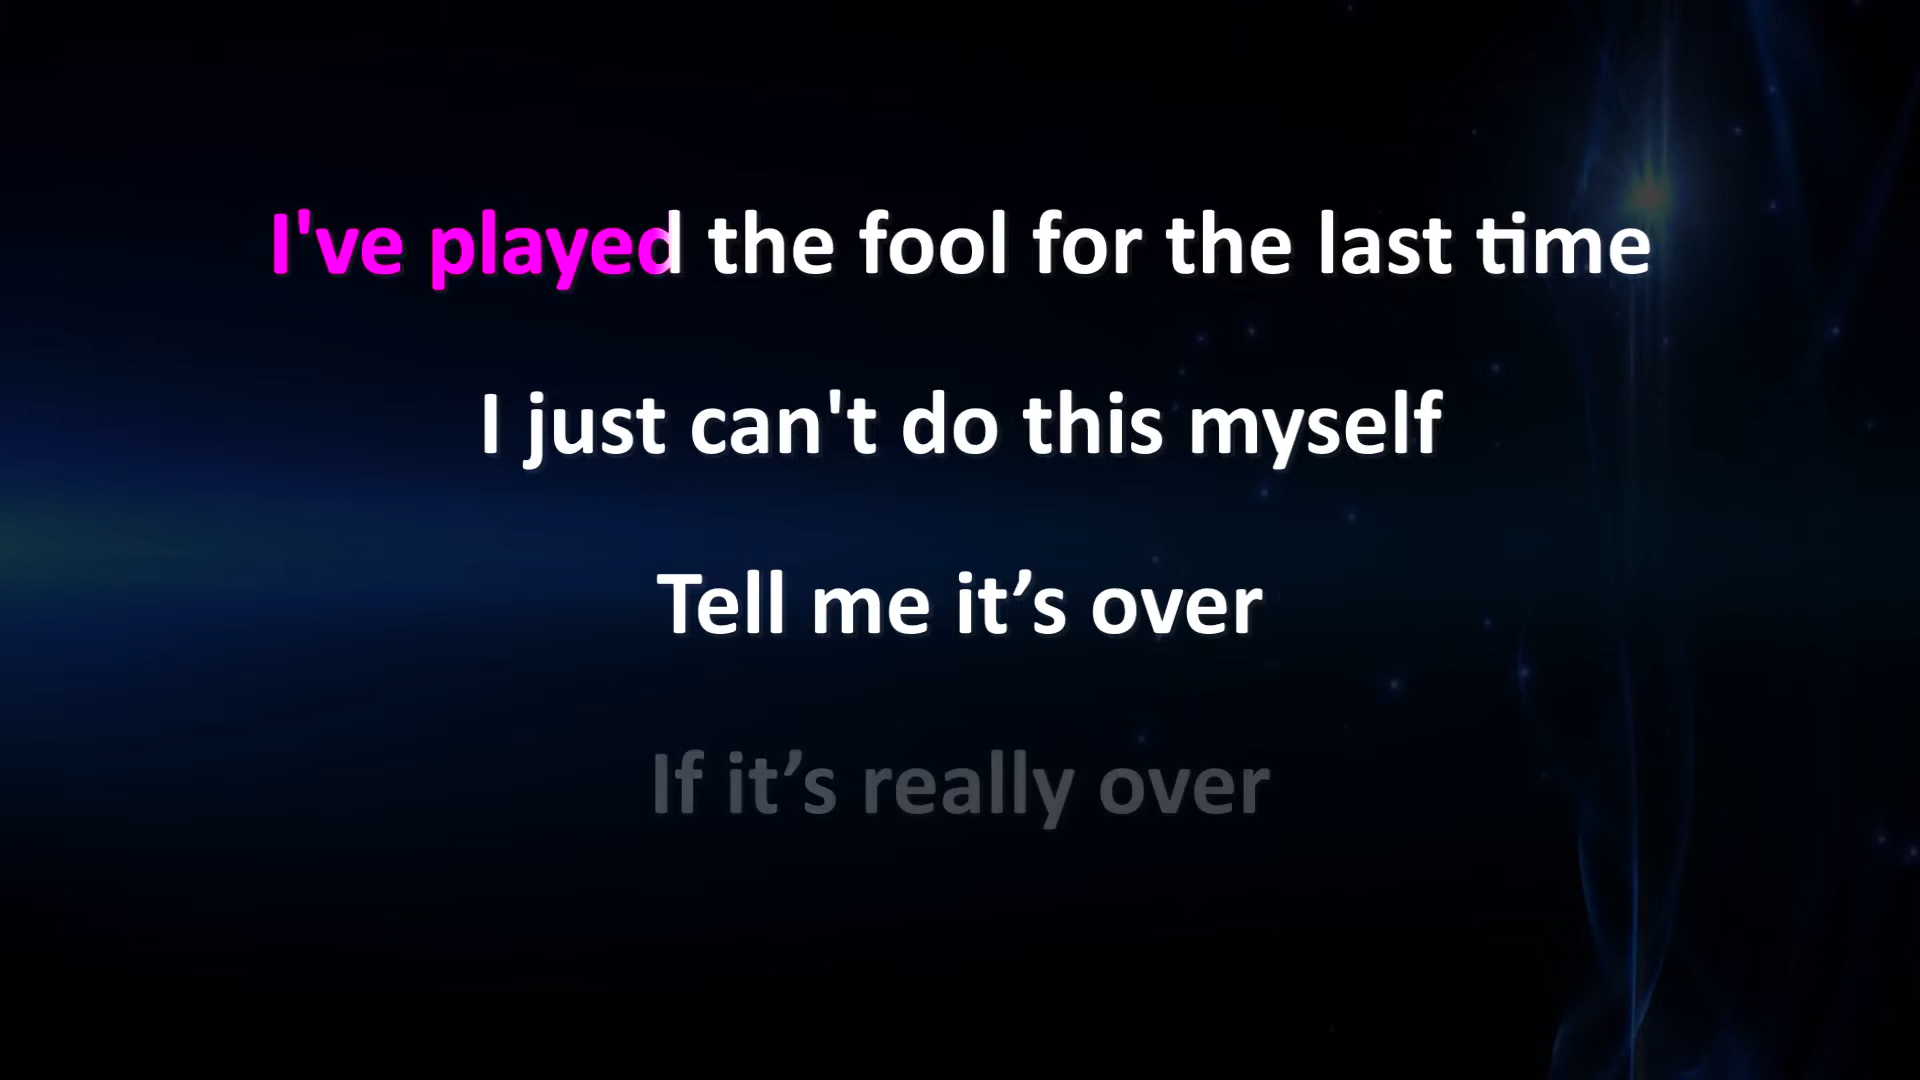 I've played the fool for the last time
I just can't do this myself
Tell me it’s over
If it’s really over